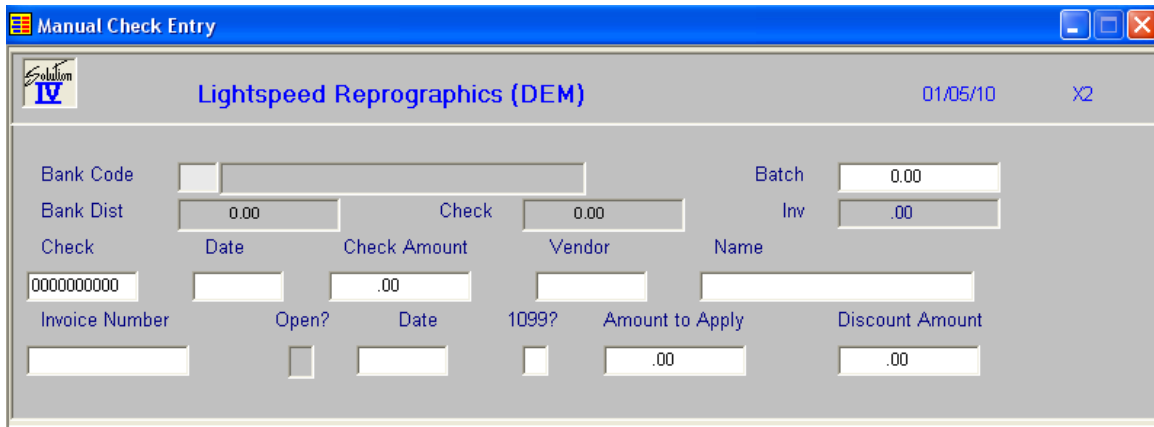 Manual Check Entry
Solution IV Lightspeed Reprographics (DEM) 01/05/10 X2
Bank Code Batch 0.00
Bank Dist 0.00 Check 0.00 Inv .00
Check Date Check Amount Vendor Name
0000000000 .00
Invoice Number Open? Date 1099? Amount to Apply Discount Amount
.00 .00